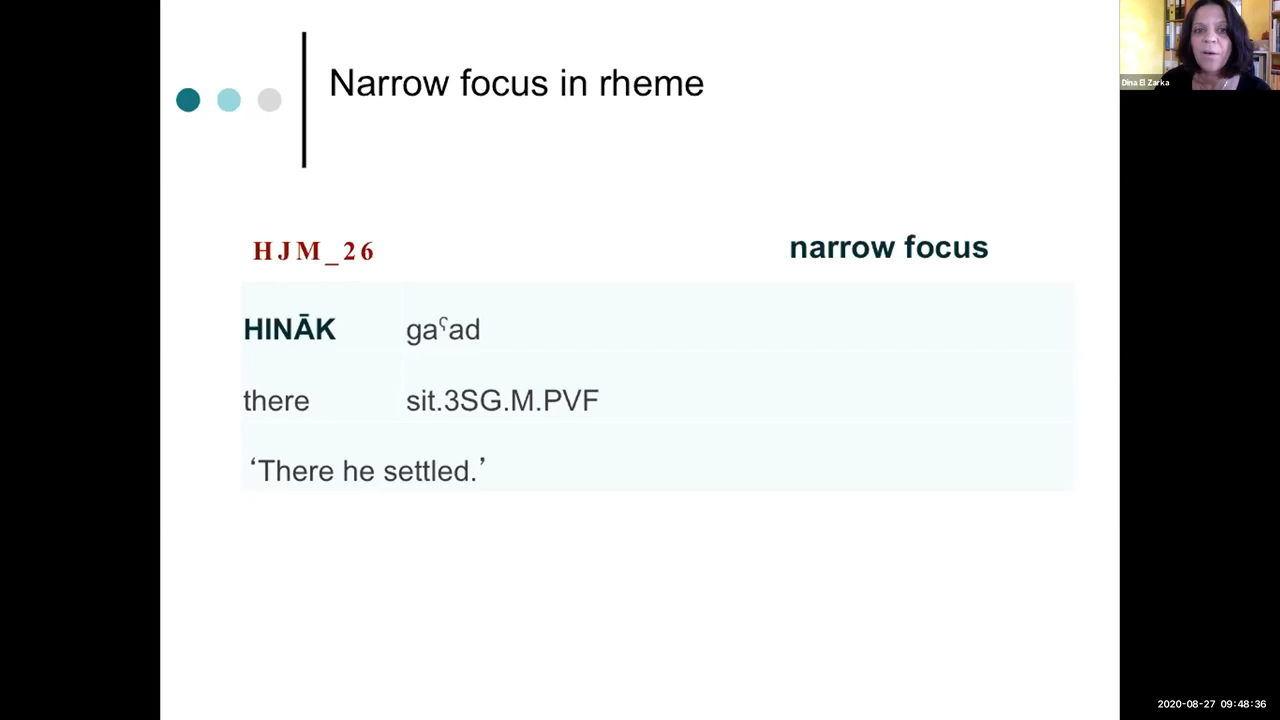 Narrow focus in rheme
Dina El Zarka
HJM_26 narrow focus
HINĀK gaˤad
there sit.3SG.M.PVF
‘There he settled.’
2020-08-27 09:48:36